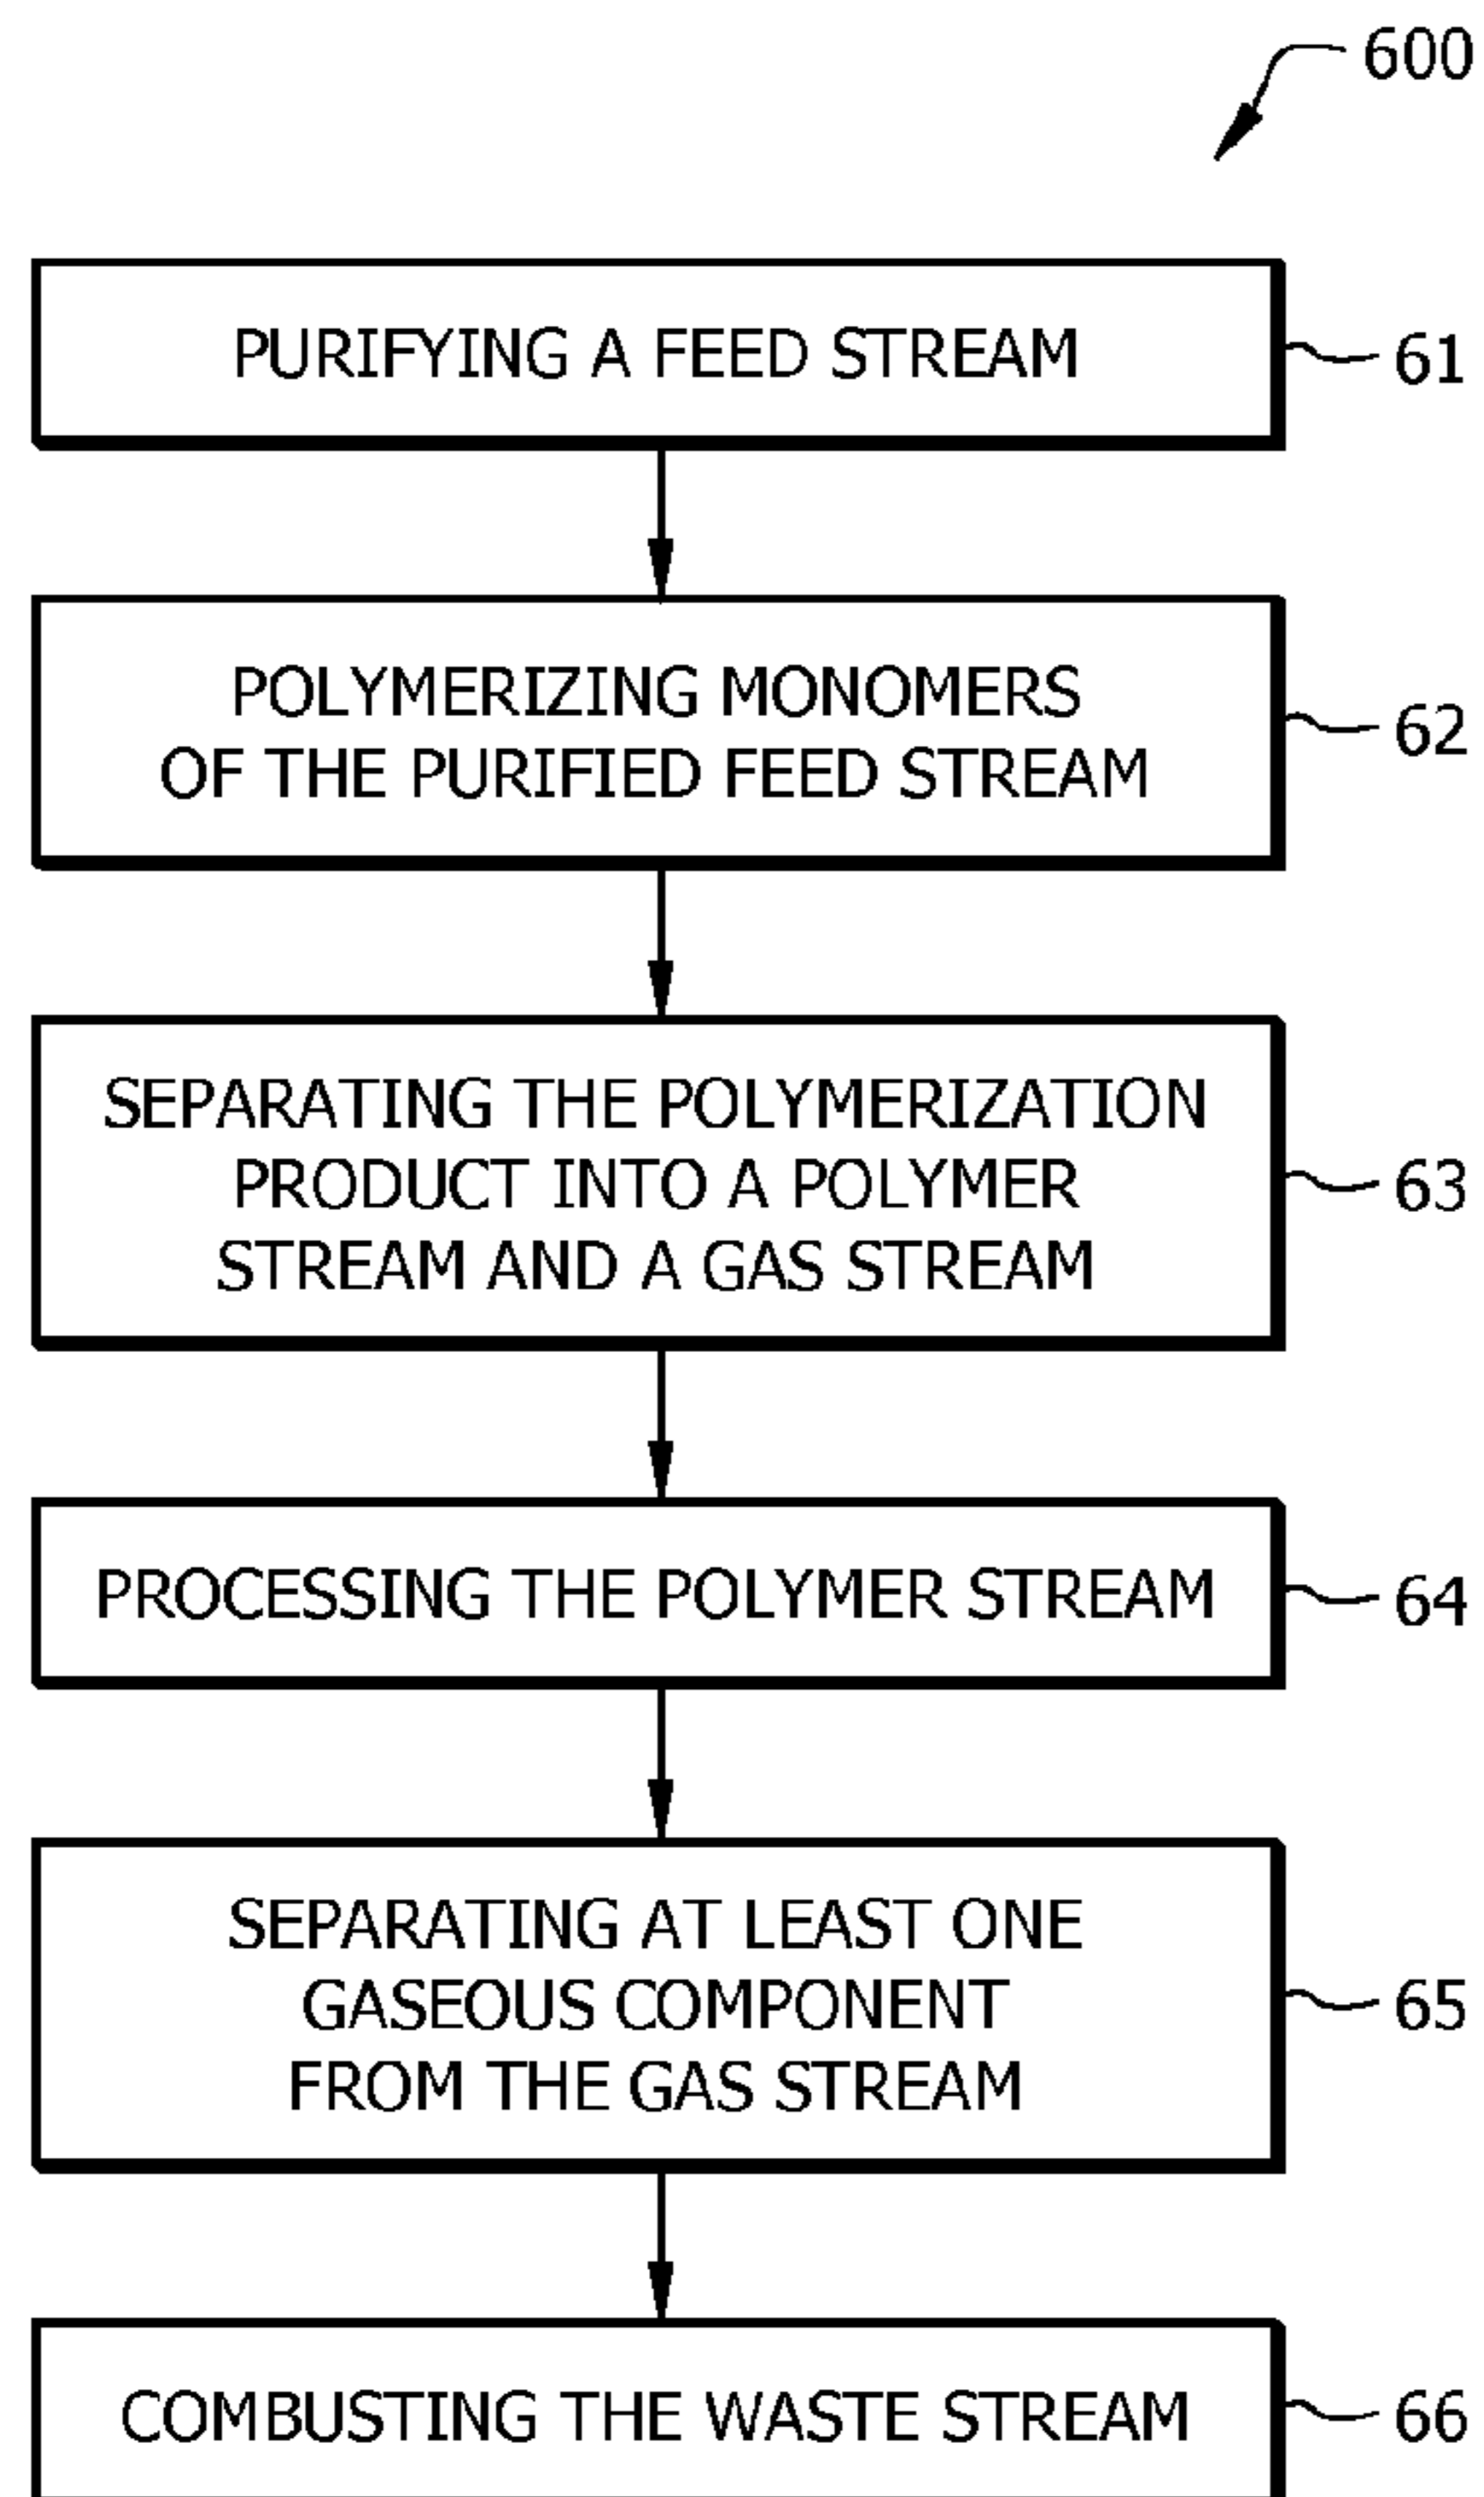 600
PURIFYING A FEED STREAM
61
POLYMERIZING MONOMERS
OF THE PURIFIED FEED STREAM
62
SEPARATING THE POLYMERIZATION
PRODUCT INTO A POLYMER
STREAM AND A GAS STREAM
63
PROCESSING THE POLYMER STREAM
64
SEPARATING AT LEAST ONE
GASEOUS COMPONENT
FROM THE GAS STREAM
65
COMBUSTING THE WASTE STREAM
66